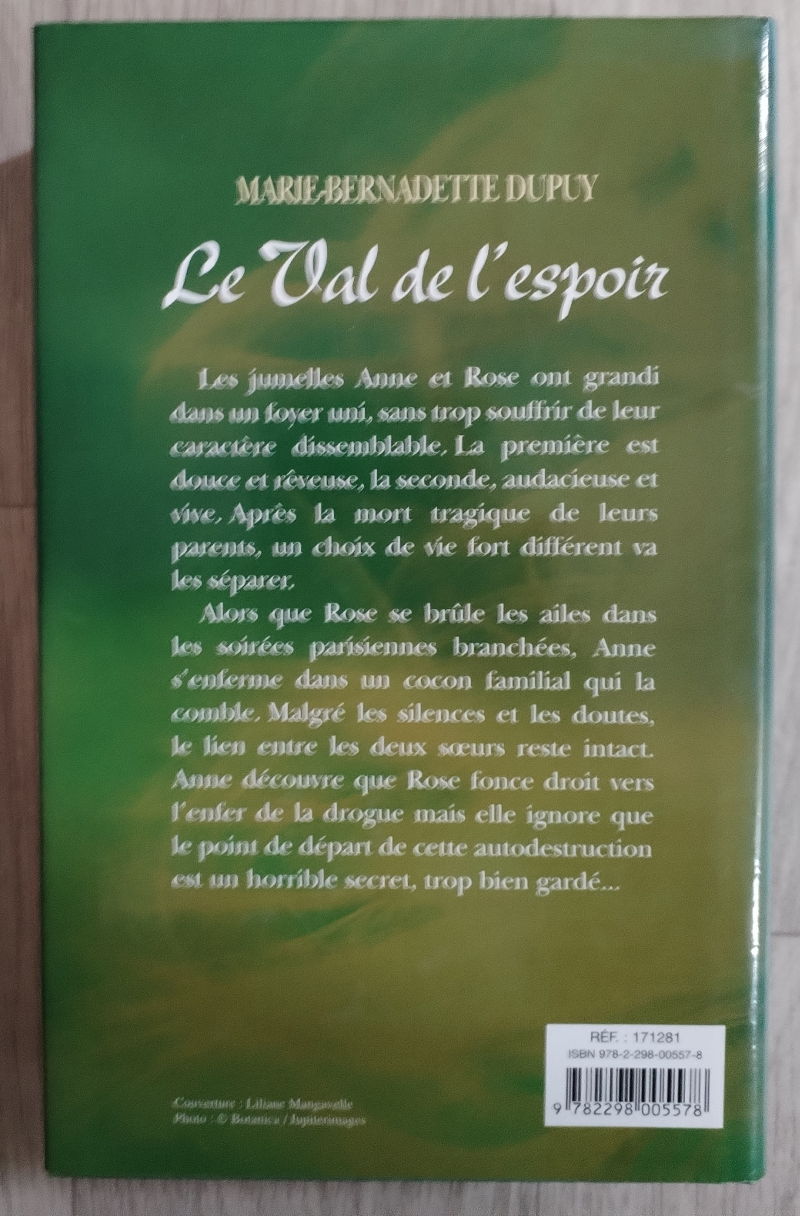 MARIE-BERNADETTE DUPUY
Le Val de l'espoir
Les jumelles Anne et Rose ont grandi
dans un foyer uni, sans trop souffrir de leur
caractère dissemblable. La première est
douce et rêveuse, la seconde, audacieuse et
vive. Après la mort tragique de leurs
parents, un choix de vie fort différent va
les séparer.
Alors que Rose se brûle les ailes dans
les soirées parisiennes branchées, Anne
s'enferme dans un cocon familial qui la
comble. Malgré les silences et les doutes,
le lien entre les deux sœurs reste intact.
Anne découvre que Rose fonce droit vers
l'enfer de la drogue mais elle ignore que
le point de départ de cette autodestruction
est un horrible secret, trop bien gardé...
RÉF. : 171281
ISBN 978-2-298-00557-8
9 782298 005578
Couverture : Liliane Mangavelle
Photo : © Botanica / Jupiterimages